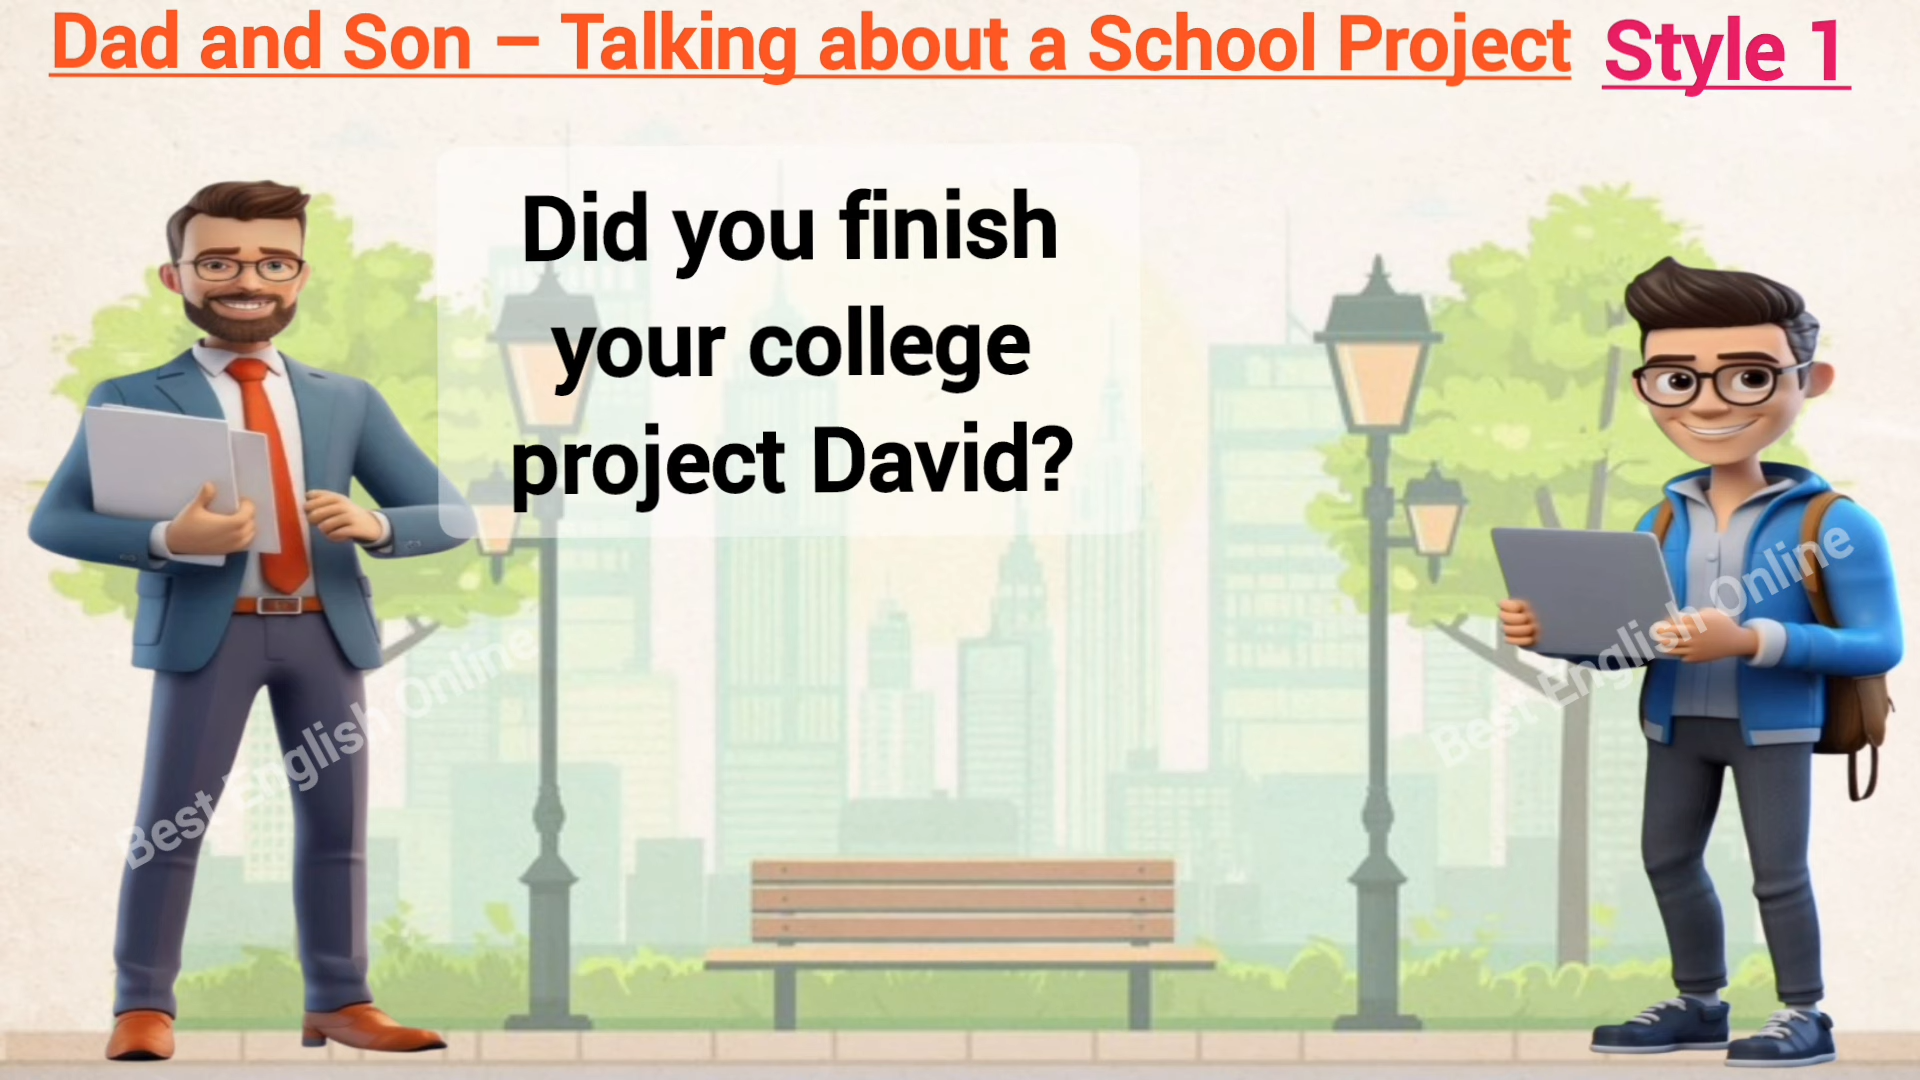 Dad and Son – Talking about a School Project Style 1
Did you finish
your college
project David?
Best English Online
Best English Online